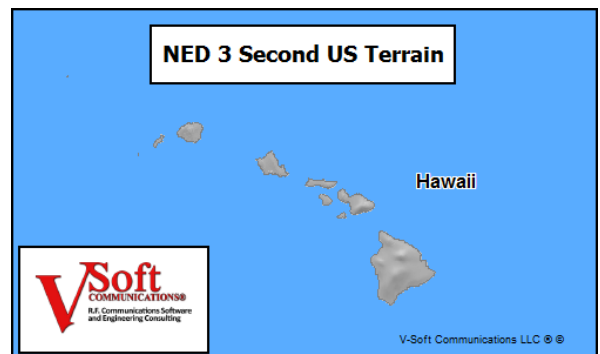 NED 3 Second US Terrain
Hawaii
VSoft
COMMUNICATIONS®
R.F. Communications Software
and Engineering Consulting
V-Soft Communications LLC ® ©